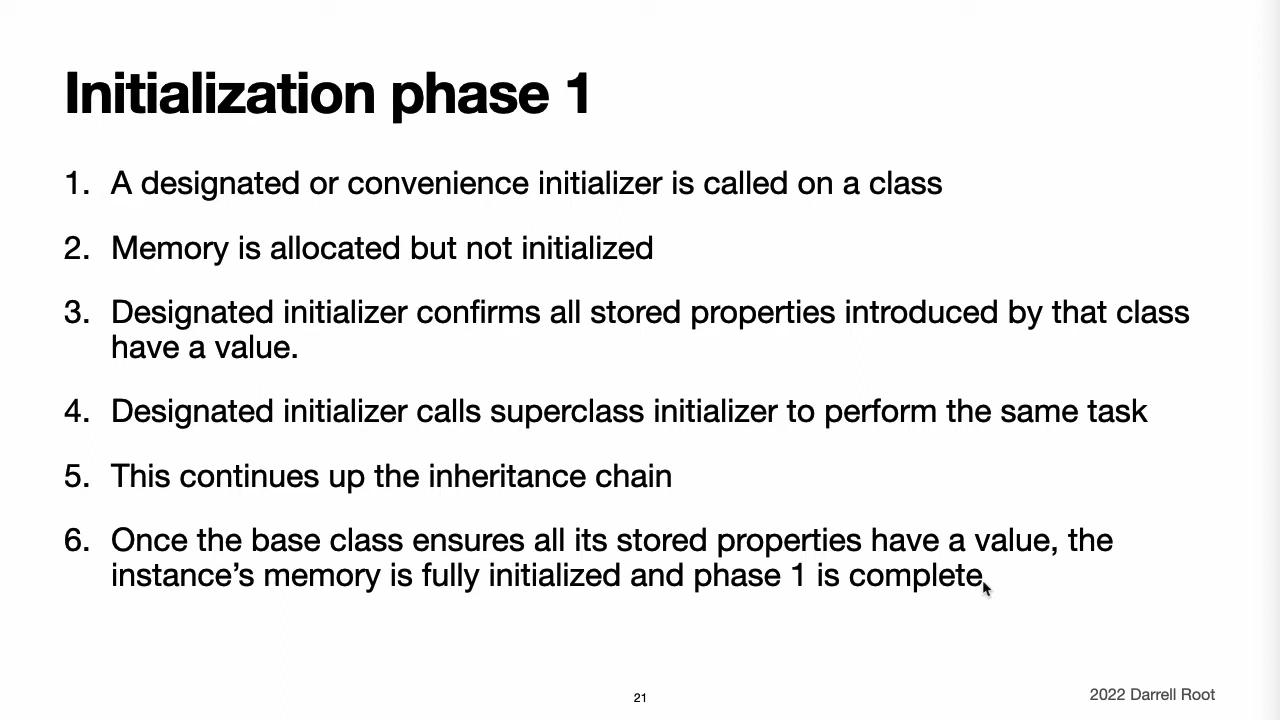 Initialization phase 1
1. A designated or convenience initializer is called on a class
2. Memory is allocated but not initialized
3. Designated initializer confirms all stored properties introduced by that class
have a value.
4. Designated initializer calls superclass initializer to perform the same task
5. This continues up the inheritance chain
6. Once the base class ensures all its stored properties have a value, the
instance’s memory is fully initialized and phase 1 is complete
21
2022 Darrell Root